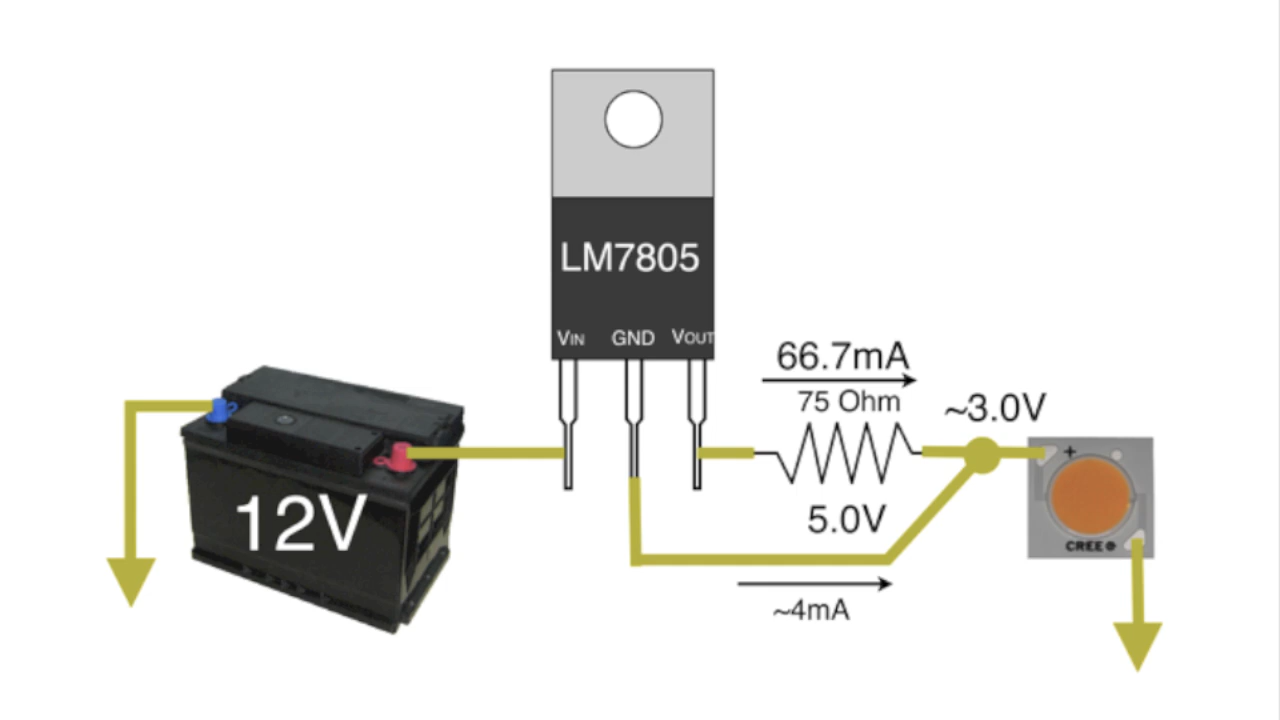 LM7805
VIN GND VOUT
66.7mA
75 Ohm
~3.0V
+
12V
5.0V
CREE
~4mA